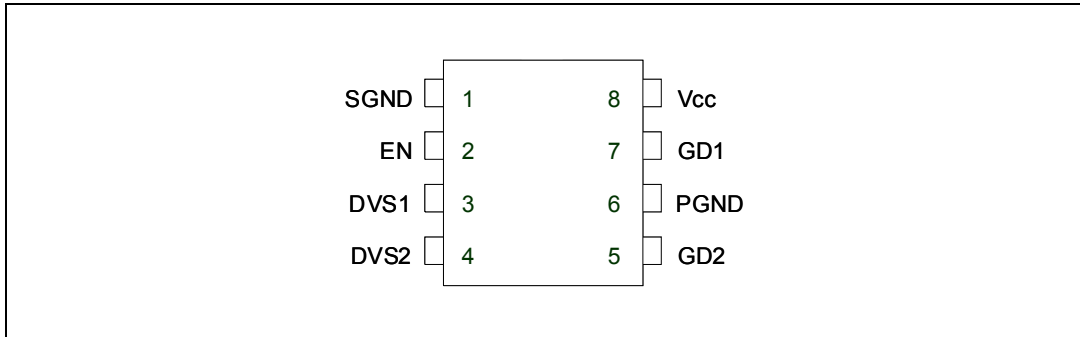 SGND 1 8 Vcc
EN 2 7 GD1
DVS1 3 6 PGND
DVS2 4 5 GD2